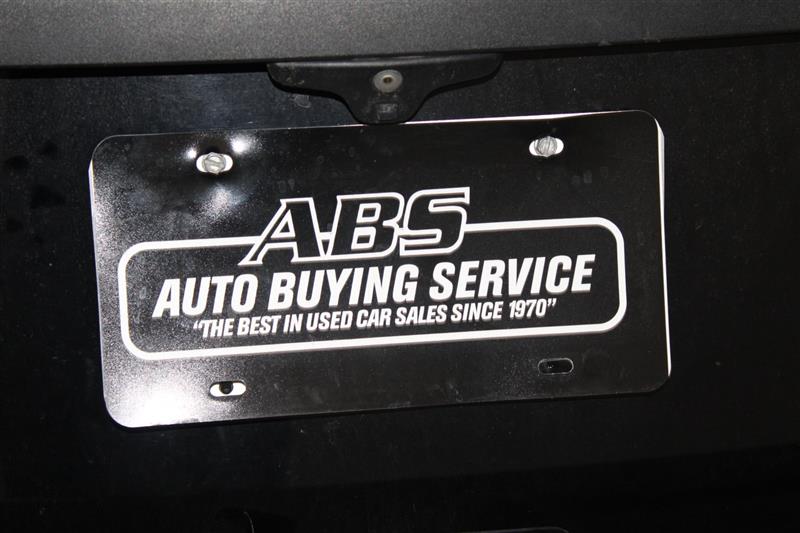 ABS
AUTO BUYING SERVICE
"THE BEST IN USED CAR SALES SINCE 1970"